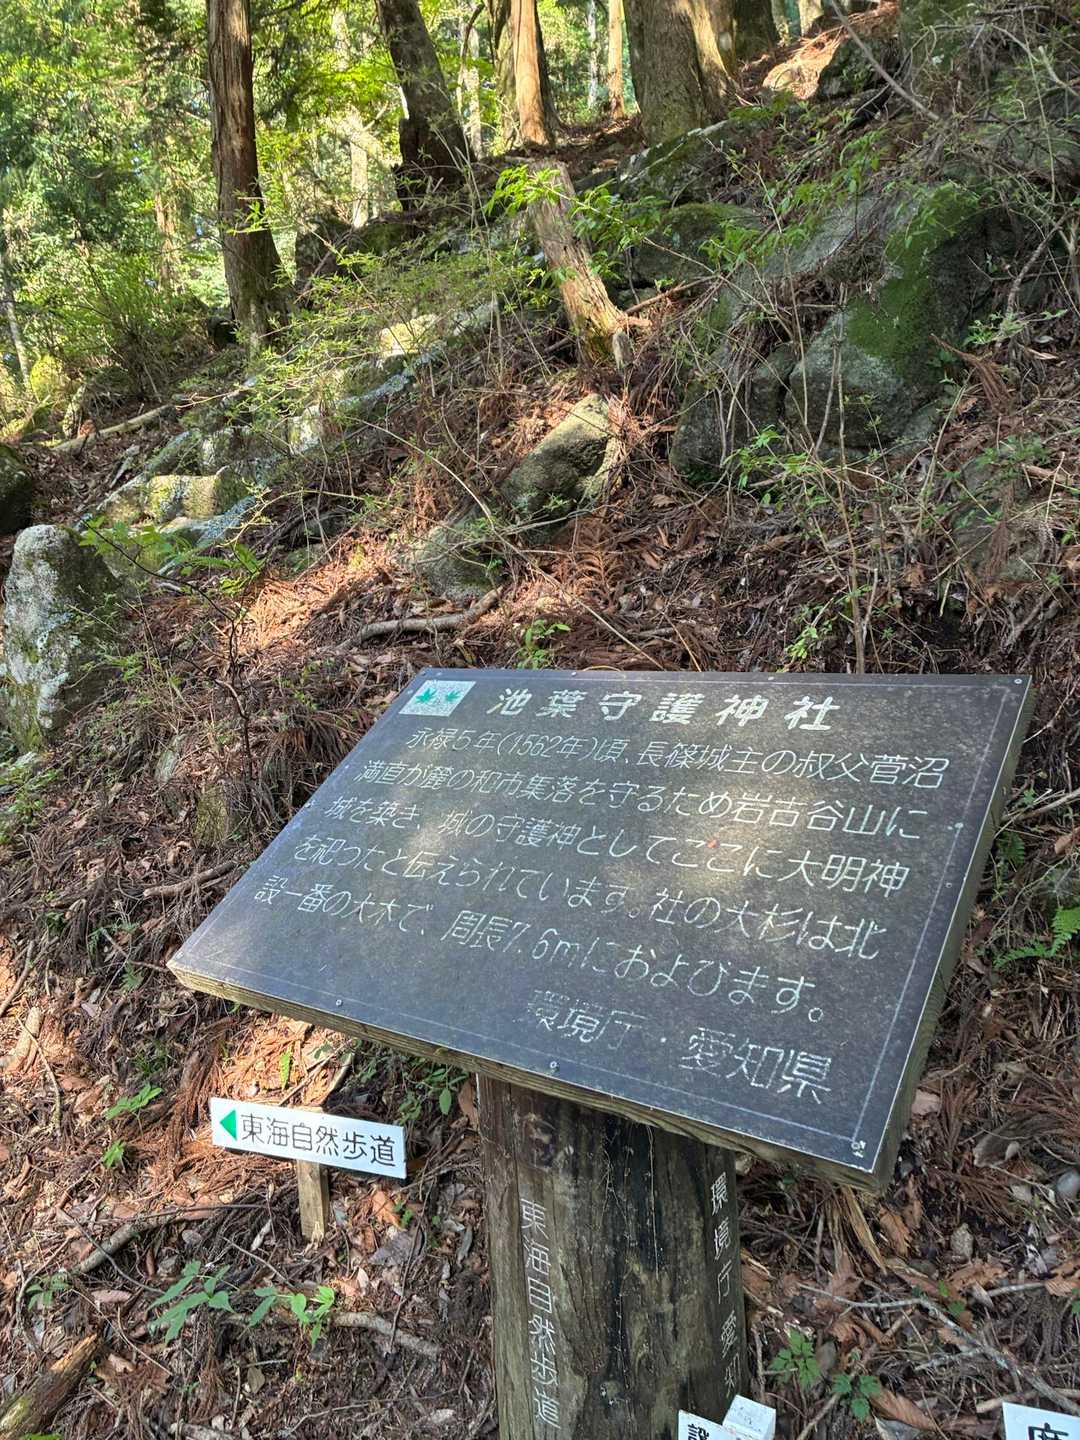 池葉守護神社
永禄5年(1562年)頃、長篠城主の叔父菅沼
満直が麓の和市集落を守るため岩古谷山に
城を築き、城の守護神としてここに大明神
を祀ったと伝えられています。社の大杉は北
設一番の大木で、周長7.6mにおよびます。
環境庁・愛知県
東海自然歩道
東海自然歩道
環境庁 愛知